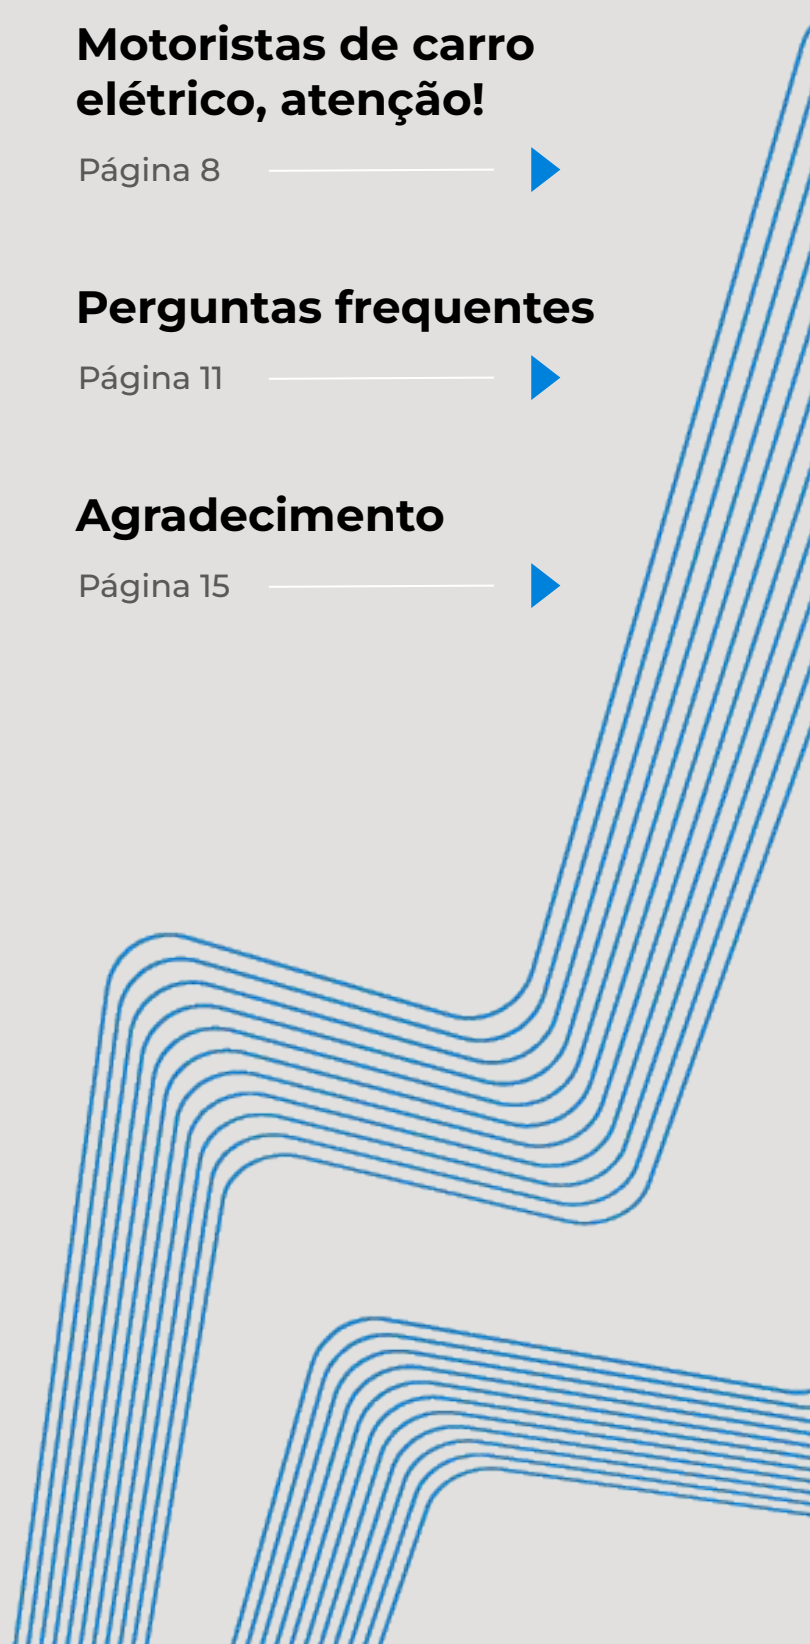 Motoristas de carro
elétrico, atenção!
Página 8
Perguntas frequentes
Página 11
Agradecimento
Página 15